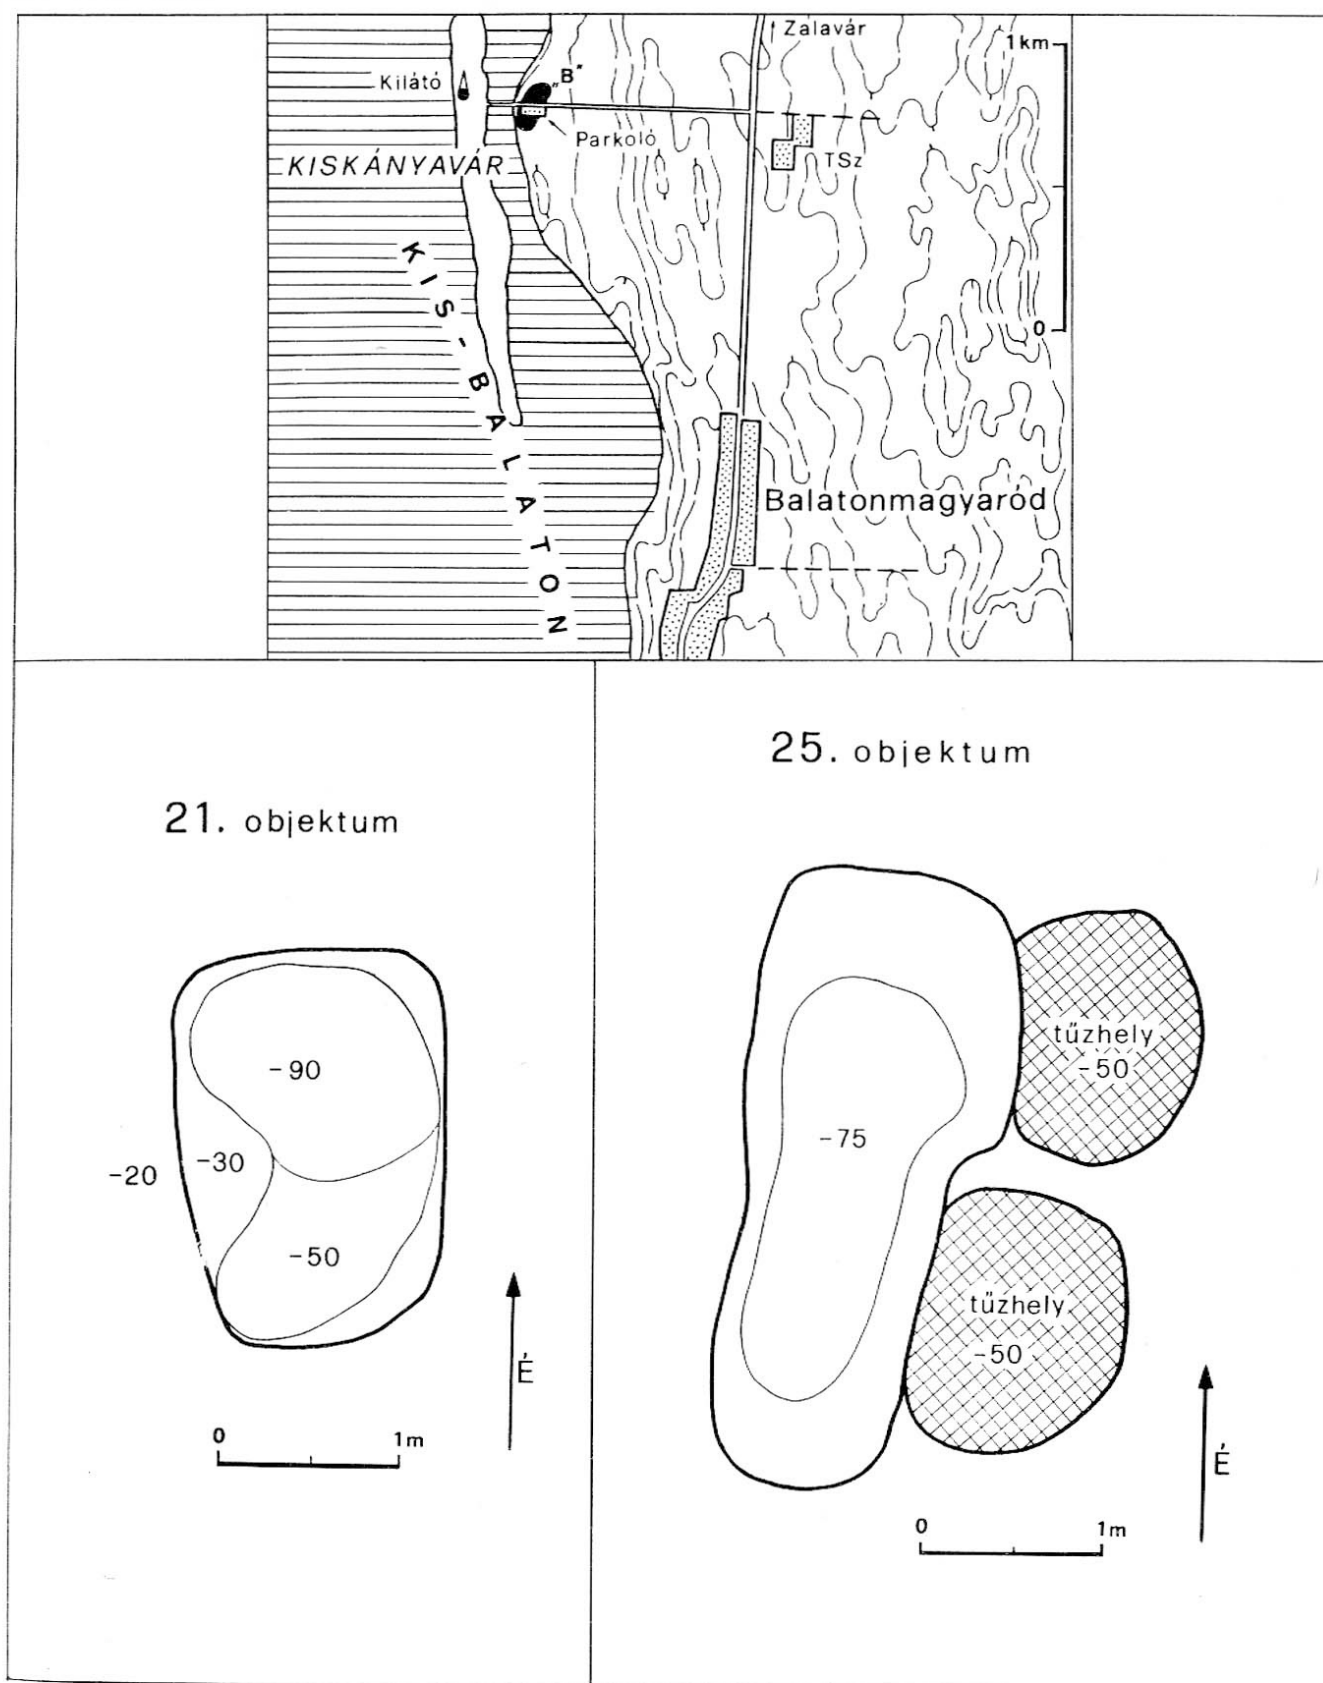 Zalavár
1km
Kilátó
„B"
Parkoló
TSz
KISKÁNYAVÁR
KIS-BALATON
0
Balatonmagyaród
25. objektum
21. objektum
tűzhely
-50
-90
-75
-30
-20
-50
tűzhely
-50
É
0 1m
É
0 1m